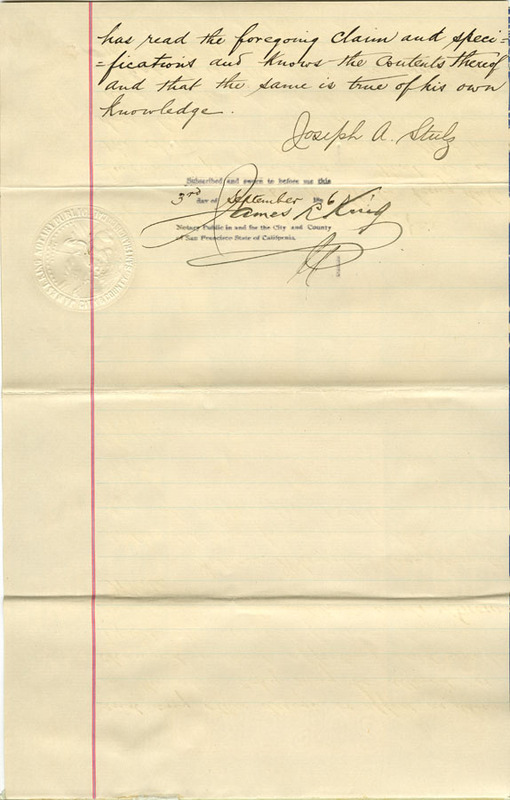 has read the foregoing claim and speci-
-fications and knows the contents thereof
and that the same is true of his own
knowledge.
Joseph A. Stulz
Subscribed and sworn to before me this
3rd day of September 1886
James L. King
Notary Public in and for the City and County
of San Francisco State of California.